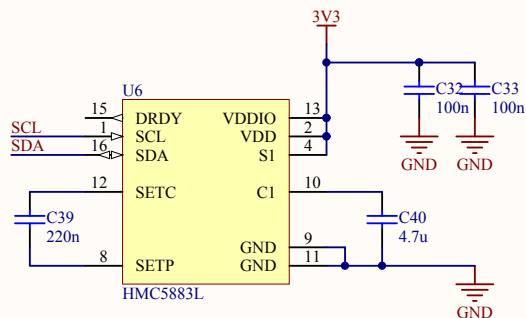 3V3
U6
C32
100n
C33
100n
GND
GND
15
DRDY
VDDIO
13
SCL
1
SCL
VDD
2
SDA
16
SDA
S1
4
12
SETC
C1
10
C39
220n
C40
4.7u
GND
9
8
SETP
GND
11
HMC5883L
GND